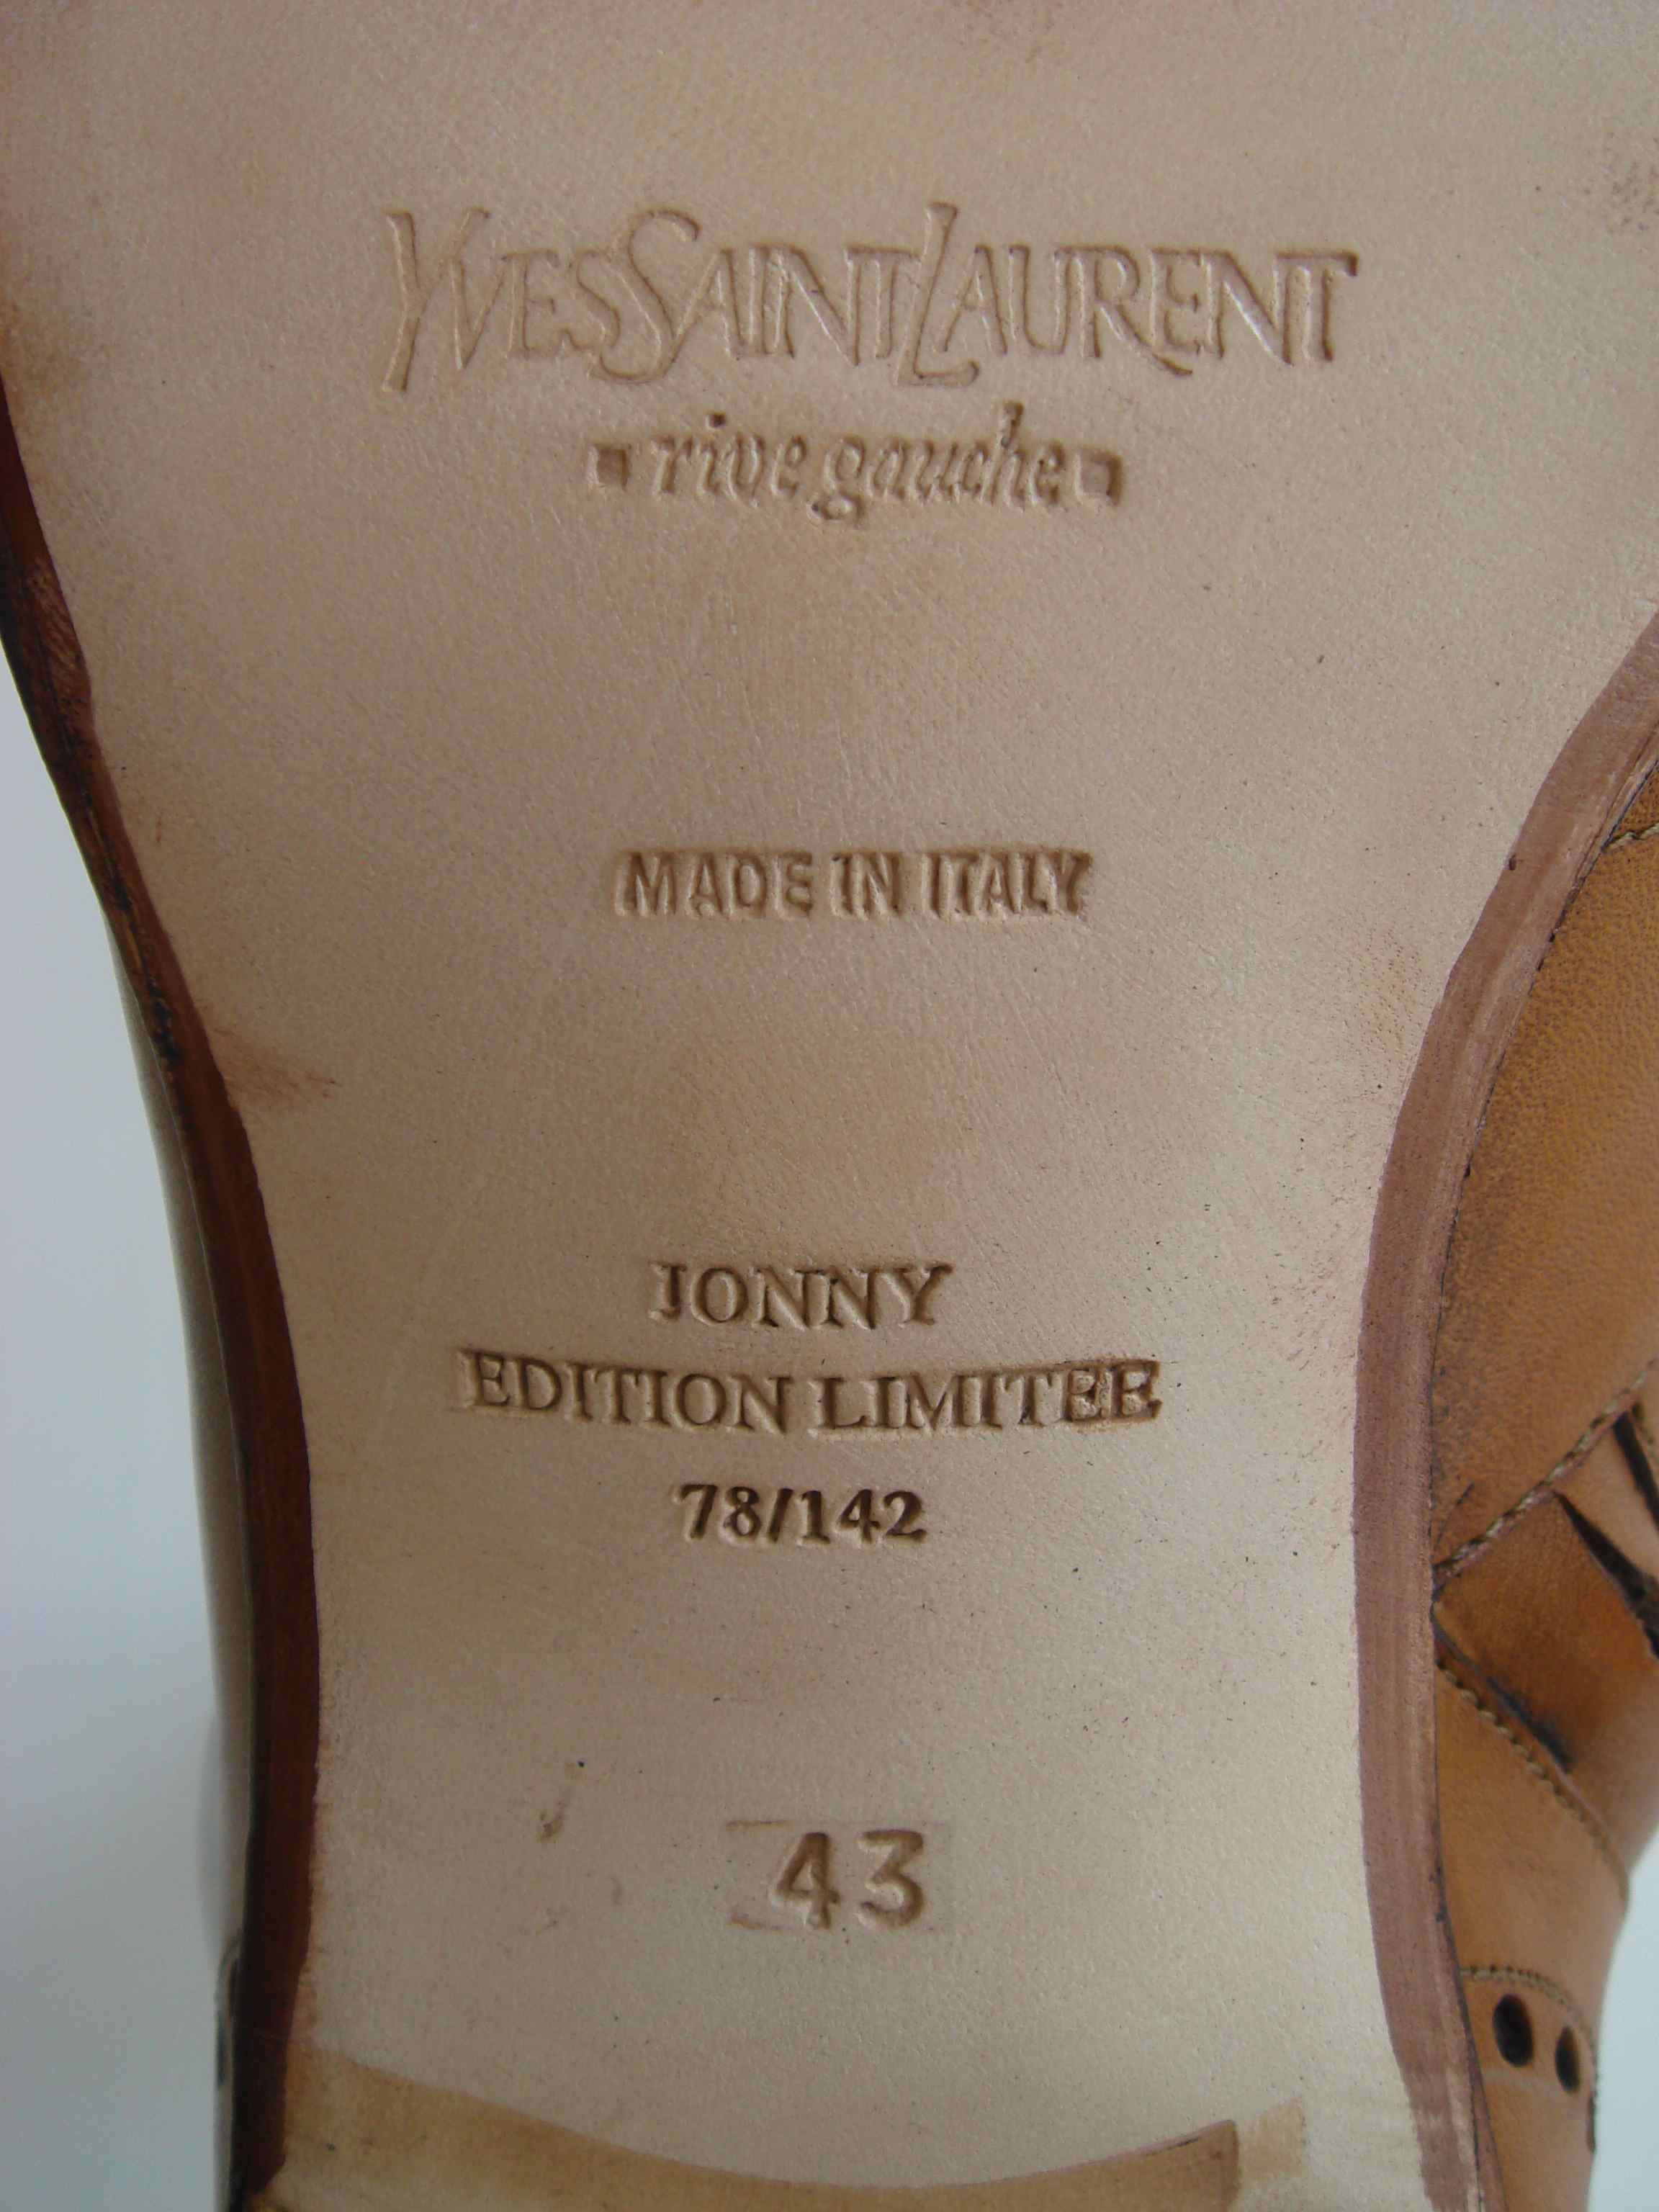 YVESSAINTLAURENT
rive gauche
MADE IN ITALY
JONNY
EDITION LIMITEE
78/142
43